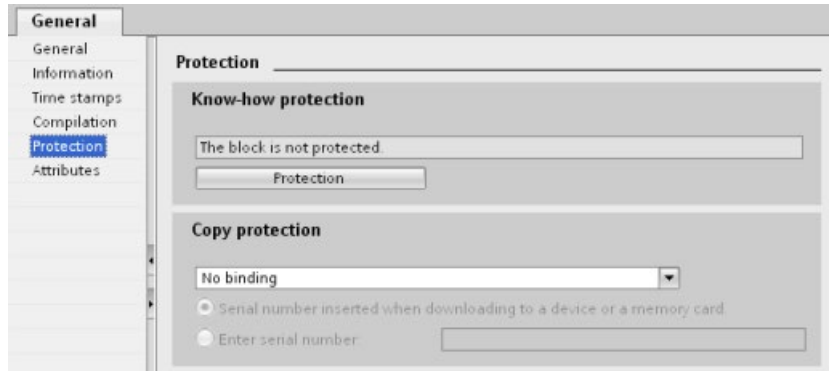 General
General
Information
Time stamps
Compilation
Protection
Attributes
Protection
Know-how protection
The block is not protected.
Protection
Copy protection
No binding
Serial number inserted when downloading to a device or a memory card
Enter serial number: